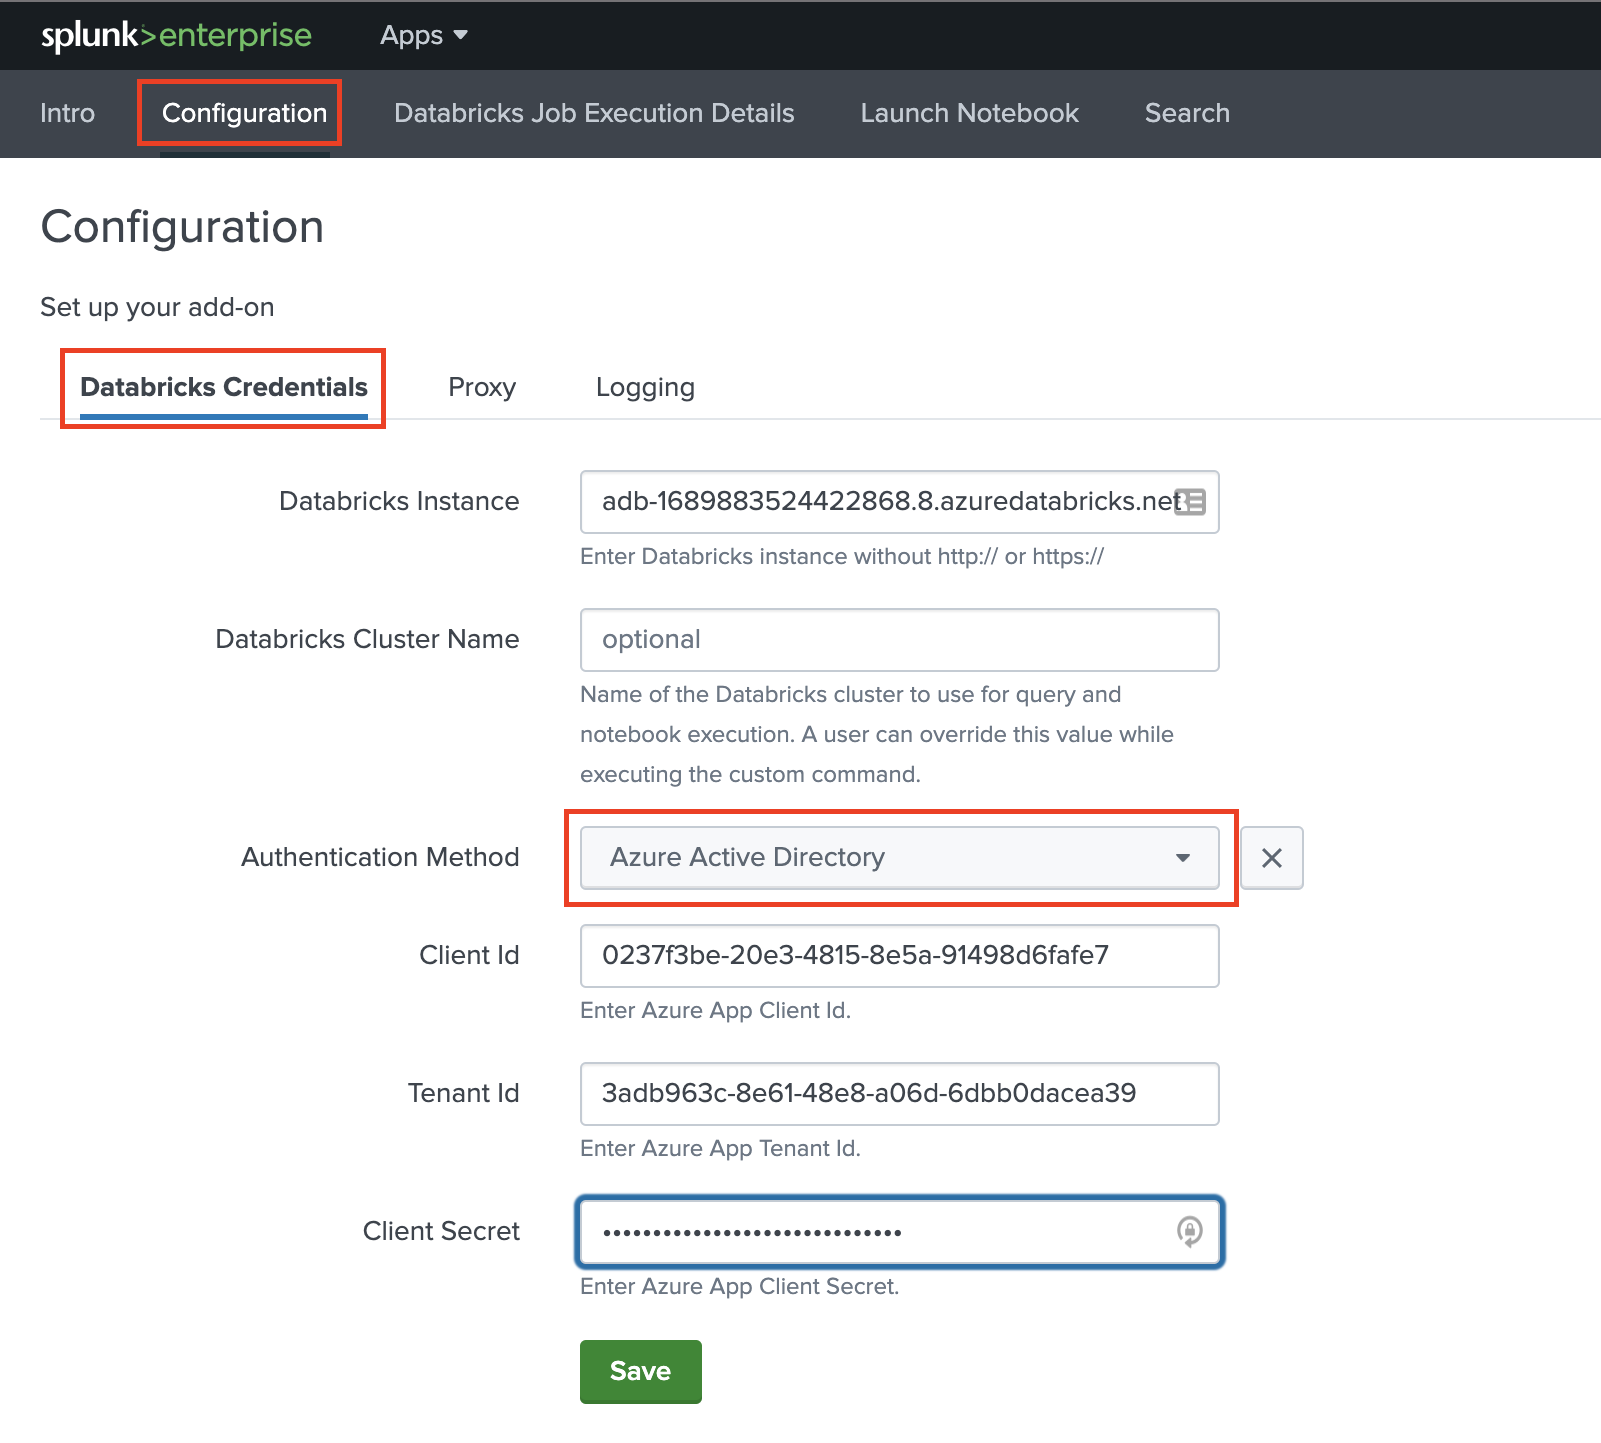 splunk>enterprise Apps
Intro Configuration Databricks Job Execution Details Launch Notebook Search
Configuration
Set up your add-on
Databricks Credentials Proxy Logging
Databricks Instance adb-1689883524422868.8.azuredatabricks.net
Enter Databricks instance without http:// or https://
Databricks Cluster Name optional
Name of the Databricks cluster to use for query and
notebook execution. A user can override this value while
executing the custom command.
Authentication Method Azure Active Directory
Client Id 0237f3be-20e3-4815-8e5a-91498d6fafe7
Enter Azure App Client Id.
Tenant Id 3adb963c-8e61-48e8-a06d-6dbb0dacea39
Enter Azure App Tenant Id.
Client Secret ••••••••••••••••••••••••••••••
Enter Azure App Client Secret.
Save